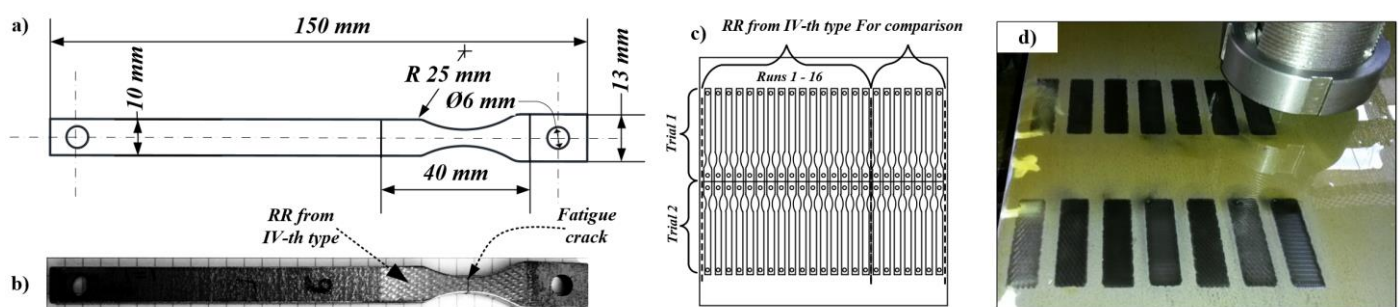 a)
150 mm
R 25 mm
Ø6 mm
10 mm
13 mm
40 mm
RR from
IV-th type
Fatigue
crack
b)
6
c)
RR from IV-th type For comparison
Runs 1 - 16
Trial 1
Trial 2
d)